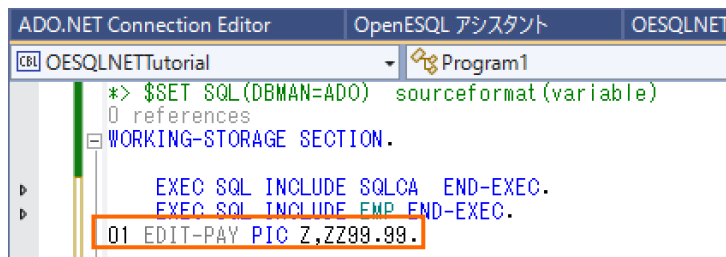 ADO.NET Connection Editor OpenESQL アシスタント OESQLNET
CBL OESQLNETTutorial Program1
*> $SET SQL(DBMAN=ADO) sourceformat(variable)
0 references
WORKING-STORAGE SECTION.
EXEC SQL INCLUDE SQLCA END-EXEC.
EXEC SQL INCLUDE EMP END-EXEC.
01 EDIT-PAY PIC Z,ZZ99.99.